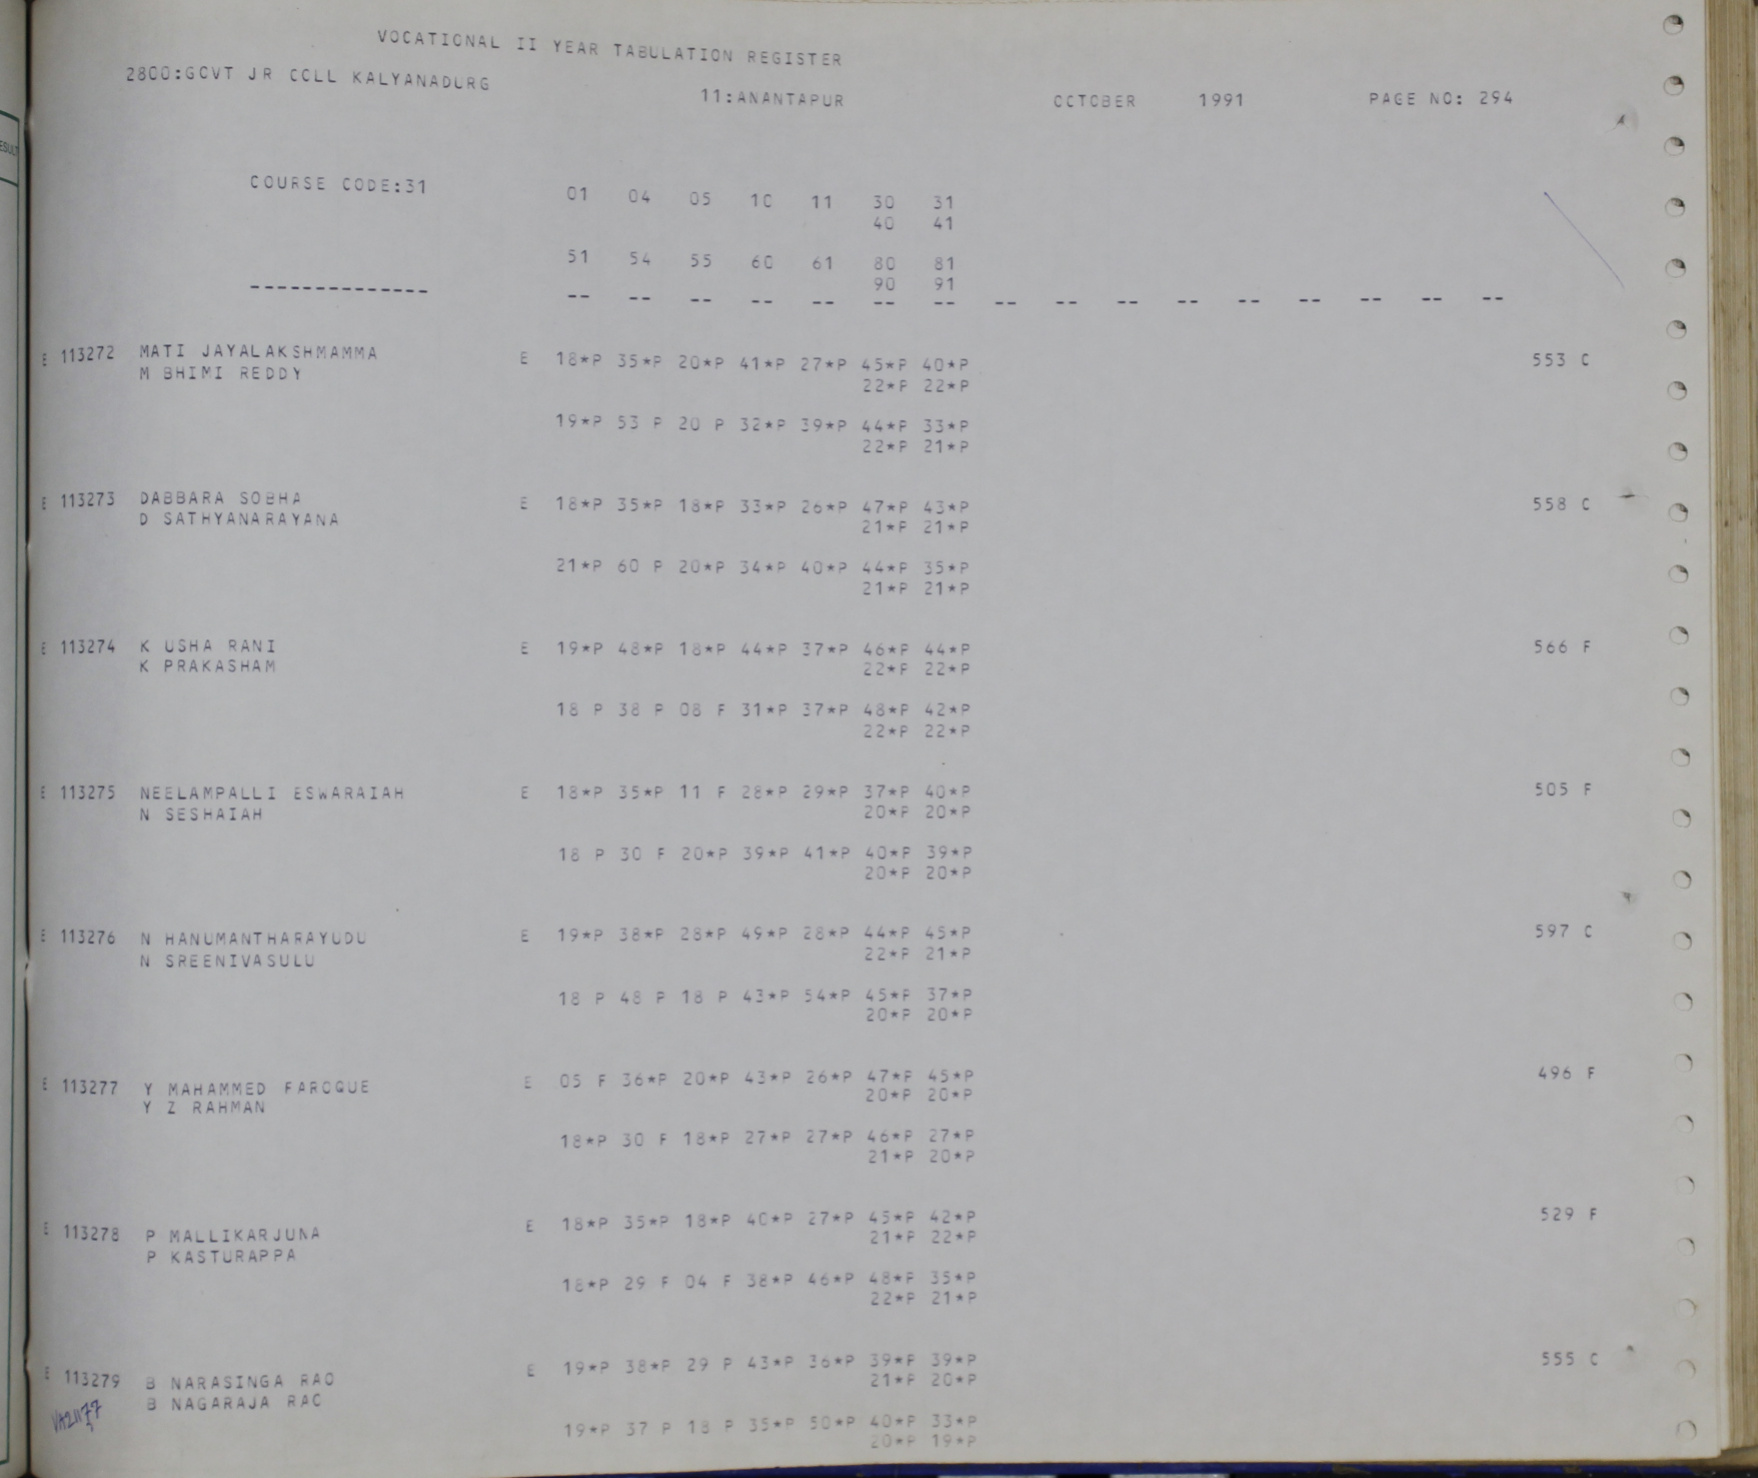 VOCATIONAL II YEAR TABULATION REGISTER
2800:GOVT JR COLL KALYANADURG
11:ANANTAPUR OCTOBER 1991 PAGE NO: 294
COURSE CODE:31 01 04 05 10 11 30 31
40 41
51 54 55 60 61 80 81
90 91
-------------- -- -- -- -- -- -- -- -- -- -- -- -- -- -- -- --
E 113272 MATI JAYALAKSHMAMMA E 18*P 35*P 20*P 41*P 27*P 45*P 40*P 553 C
M BHIMI REDDY 22*P 22*P
19*P 53 P 20 P 32*P 39*P 44*P 33*P
22*P 21*P
E 113273 DABBARA SOBHA E 18*P 35*P 18*P 33*P 26*P 47*P 43*P 558 C
D SATHYANARAYANA 21*P 21*P
21*P 60 P 20*P 34*P 40*P 44*P 35*P
21*P 21*P
E 113274 K USHA RANI E 19*P 48*P 18*P 44*P 37*P 46*P 44*P 566 F
K PRAKASHAM 22*P 22*P
18 P 38 P 08 F 31*P 37*P 48*P 42*P
22*P 22*P
E 113275 NEELAMPALLI ESWARAIAH E 18*P 35*P 11 F 28*P 29*P 37*P 40*P 505 F
N SESHAIAH 20*P 20*P
18 P 30 F 20*P 39*P 41*P 40*P 39*P
20*P 20*P
E 113276 N HANUMANTHARAYUDU E 19*P 38*P 28*P 49*P 28*P 44*P 45*P 597 C
N SREENIVASULU 22*P 21*P
18 P 48 P 18 P 43*P 54*P 45*P 37*P
20*P 20*P
E 113277 Y MAHAMMED FAROQUE E 05 F 36*P 20*P 43*P 26*P 47*P 45*P 496 F
Y Z RAHMAN 20*P 20*P
18*P 30 F 18*P 27*P 27*P 46*P 27*P
21*P 20*P
E 113278 P MALLIKARJUNA E 18*P 35*P 18*P 40*P 27*P 45*P 42*P 529 F
P KASTURAPPA 21*P 22*P
18*P 29 F 04 F 38*P 46*P 48*P 35*P
22*P 21*P
E 113279 B NARASINGA RAO E 19*P 38*P 29 P 43*P 36*P 39*P 39*P 555 C
B NAGARAJA RAO 21*P 20*P
VA2117
19*P 37 P 18 P 35*P 50*P 40*P 33*P
20*P 19*P